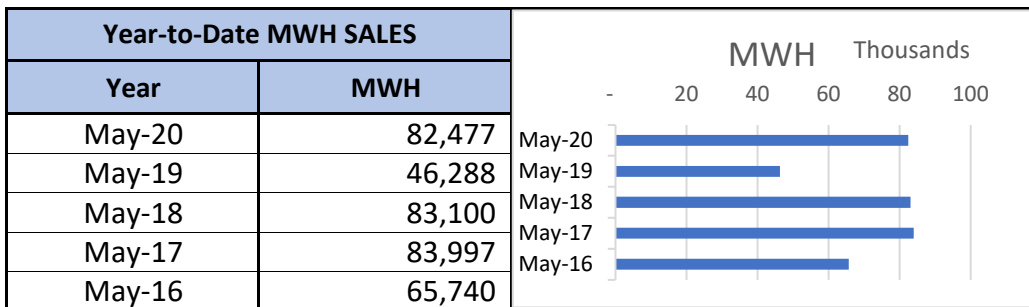 Year-to-Date MWH SALES
Year MWH
May-20 82,477
May-19 46,288
May-18 83,100
May-17 83,997
May-16 65,740
MWH Thousands
- 20 40 60 80 100
May-20
May-19
May-18
May-17
May-16